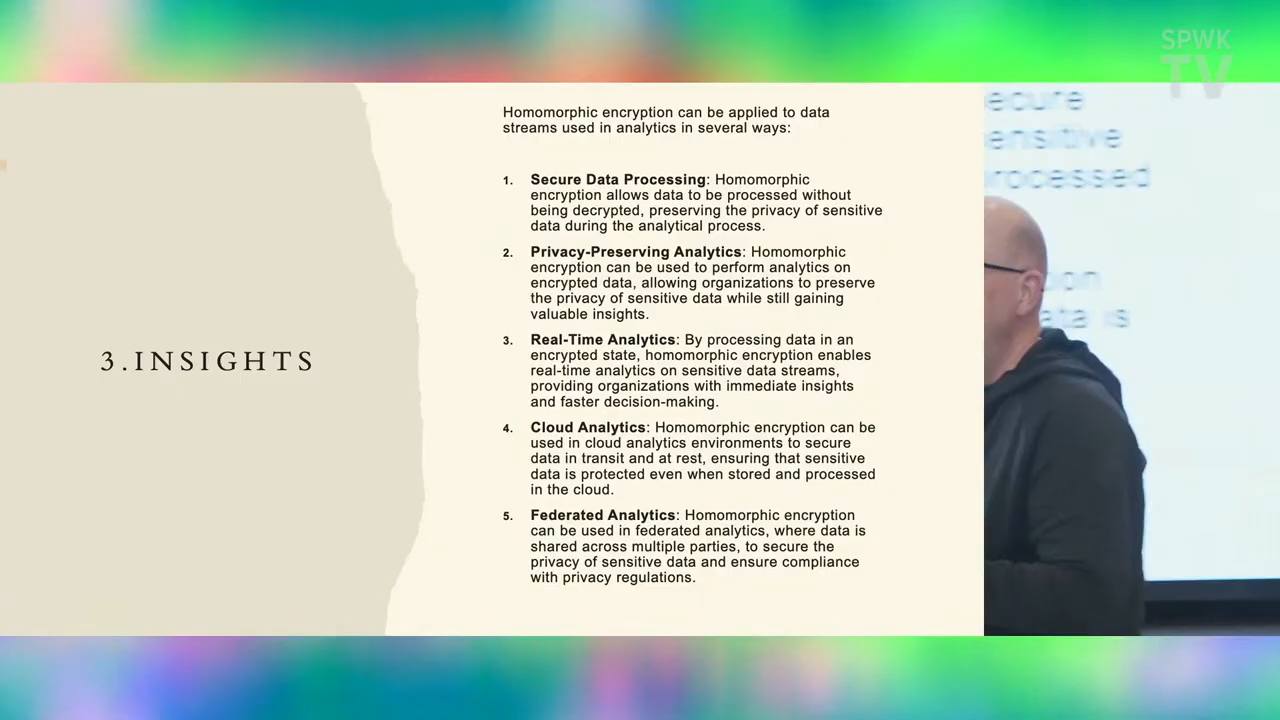 SPWK
TV
Homomorphic encryption can be applied to data
streams used in analytics in several ways:
1. Secure Data Processing: Homomorphic
encryption allows data to be processed without
being decrypted, preserving the privacy of sensitive
data during the analytical process.
2. Privacy-Preserving Analytics: Homomorphic
encryption can be used to perform analytics on
encrypted data, allowing organizations to preserve
the privacy of sensitive data while still gaining
valuable insights.
3. Real-Time Analytics: By processing data in an
encrypted state, homomorphic encryption enables
real-time analytics on sensitive data streams,
providing organizations with immediate insights
and faster decision-making.
4. Cloud Analytics: Homomorphic encryption can be
used in cloud analytics environments to secure
data in transit and at rest, ensuring that sensitive
data is protected even when stored and processed
in the cloud.
5. Federated Analytics: Homomorphic encryption
can be used in federated analytics, where data is
shared across multiple parties, to secure the
privacy of sensitive data and ensure compliance
with privacy regulations.
3.INSIGHTS
ecure
ensitive
rocessed
ata is